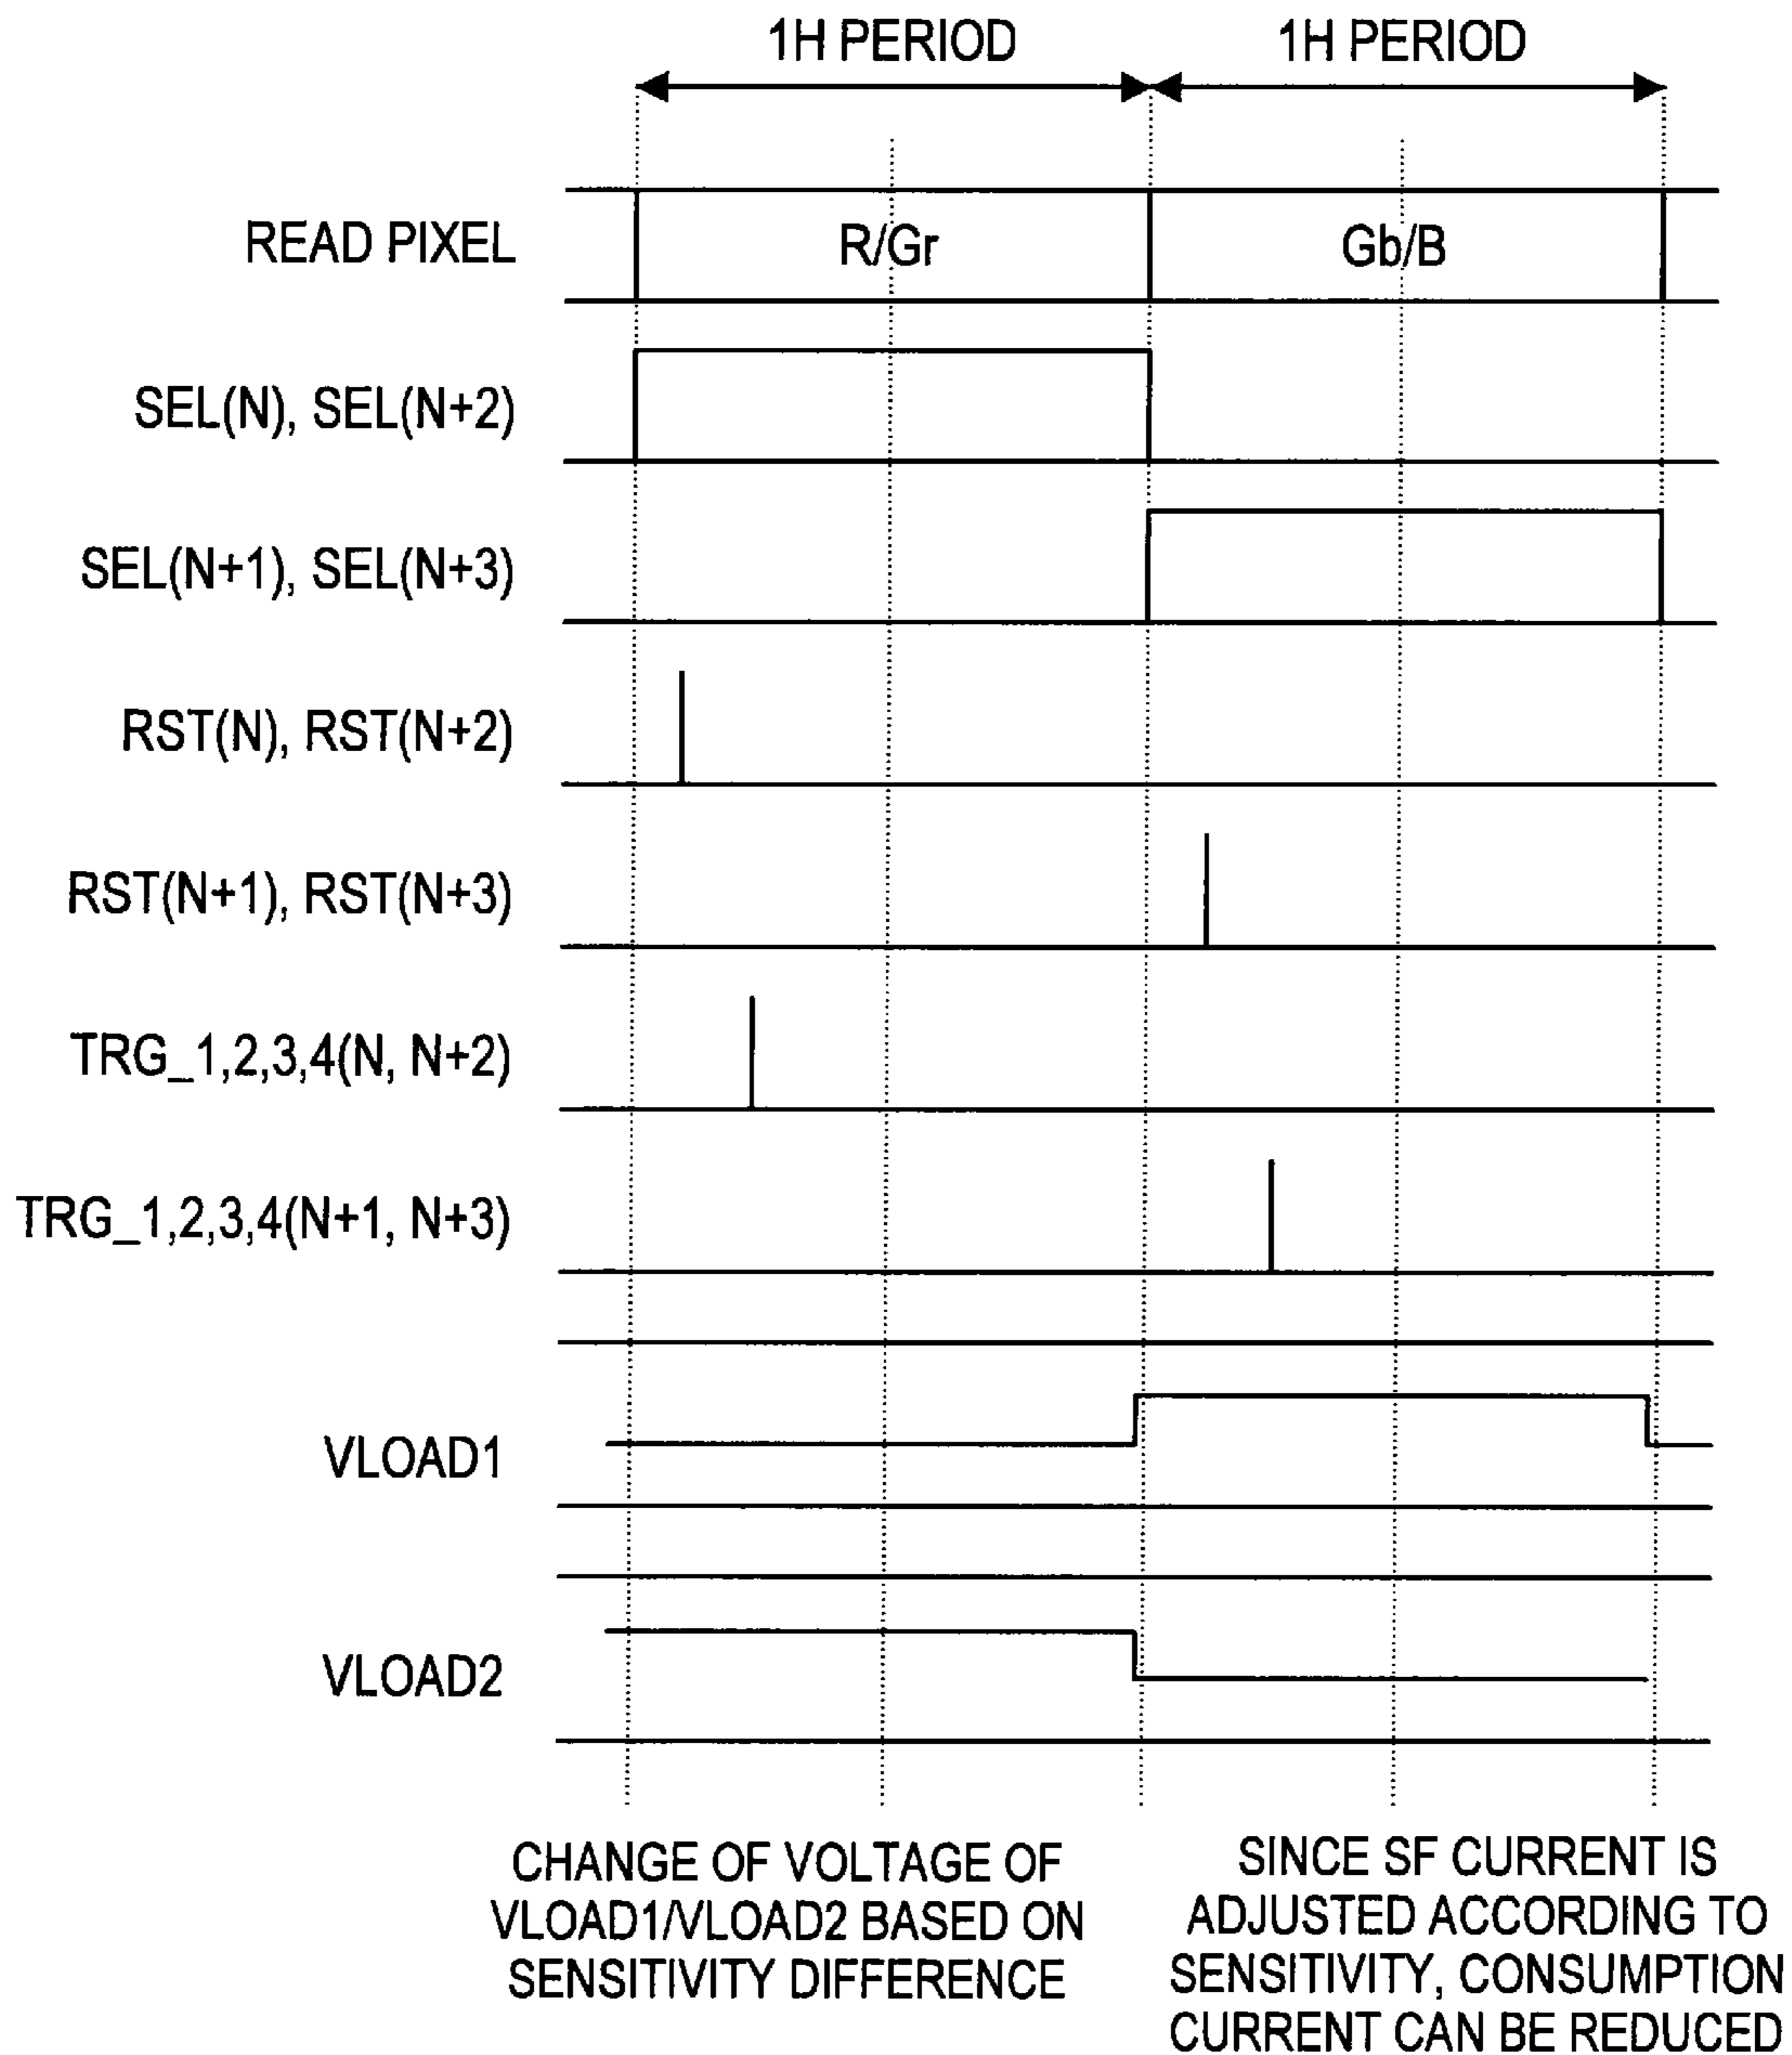 1H PERIOD 1H PERIOD
READ PIXEL R/Gr Gb/B
SEL(N), SEL(N+2)
SEL(N+1), SEL(N+3)
RST(N), RST(N+2)
RST(N+1), RST(N+3)
TRG_1,2,3,4(N, N+2)
TRG_1,2,3,4(N+1, N+3)
VLOAD1
VLOAD2
CHANGE OF VOLTAGE OF
VLOAD1/VLOAD2 BASED ON
SENSITIVITY DIFFERENCE
SINCE SF CURRENT IS
ADJUSTED ACCORDING TO
SENSITIVITY, CONSUMPTION
CURRENT CAN BE REDUCED